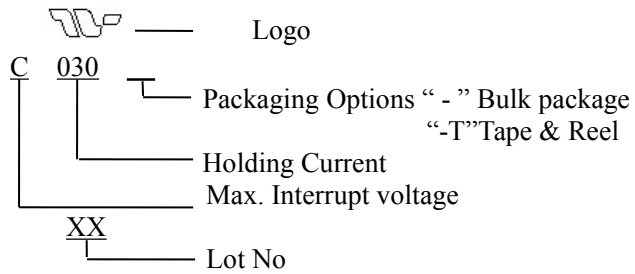 Logo
C 030
Packaging Options “ - ” Bulk package
“-T”Tape & Reel
Holding Current
Max. Interrupt voltage
XX
Lot No